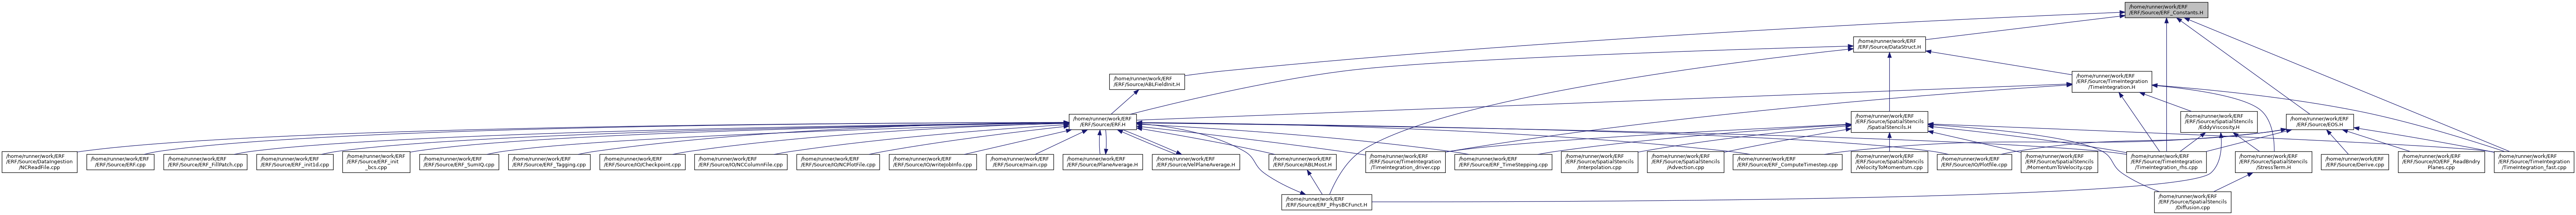 /home/runner/work/ERF
/ERF/Source/ERF_Constants.H
/home/runner/work/ERF
/ERF/Source/DataStruct.H
/home/runner/work/ERF
/ERF/Source/ABLFieldInit.H
/home/runner/work/ERF
/ERF/Source/TimeIntegration
/TimeIntegration.H
/home/runner/work/ERF
/ERF/Source/ERF.H
/home/runner/work/ERF
/ERF/Source/SpatialStencils
/SpatialStencils.H
/home/runner/work/ERF
/ERF/Source/SpatialStencils
/EddyViscosity.H
/home/runner/work/ERF
/ERF/Source/EOS.H
/home/runner/work/ERF
/ERF/Source/DataIngestion
/NCReadFile.cpp
/home/runner/work/ERF
/ERF/Source/ERF.cpp
/home/runner/work/ERF
/ERF/Source/ERF_FillPatch.cpp
/home/runner/work/ERF
/ERF/Source/ERF_init1d.cpp
/home/runner/work/ERF
/ERF/Source/ERF_init
_bcs.cpp
/home/runner/work/ERF
/ERF/Source/ERF_SumIQ.cpp
/home/runner/work/ERF
/ERF/Source/ERF_Tagging.cpp
/home/runner/work/ERF
/ERF/Source/IO/Checkpoint.cpp
/home/runner/work/ERF
/ERF/Source/IO/NCColumnFile.cpp
/home/runner/work/ERF
/ERF/Source/IO/NCPlotFile.cpp
/home/runner/work/ERF
/ERF/Source/IO/writeJobInfo.cpp
/home/runner/work/ERF
/ERF/Source/main.cpp
/home/runner/work/ERF
/ERF/Source/PlaneAverage.H
/home/runner/work/ERF
/ERF/Source/VelPlaneAverage.H
/home/runner/work/ERF
/ERF/Source/ABLMost.H
/home/runner/work/ERF
/ERF/Source/TimeIntegration
/TimeIntegration_driver.cpp
/home/runner/work/ERF
/ERF/Source/ERF_TimeStepping.cpp
/home/runner/work/ERF
/ERF/Source/SpatialStencils
/Interpolation.cpp
/home/runner/work/ERF
/ERF/Source/SpatialStencils
/Advection.cpp
/home/runner/work/ERF
/ERF/Source/ERF_ComputeTimestep.cpp
/home/runner/work/ERF
/ERF/Source/SpatialStencils
/VelocityToMomentum.cpp
/home/runner/work/ERF
/ERF/Source/IO/Plotfile.cpp
/home/runner/work/ERF
/ERF/Source/SpatialStencils
/MomentumToVelocity.cpp
/home/runner/work/ERF
/ERF/Source/TimeIntegration
/TimeIntegration_rhs.cpp
/home/runner/work/ERF
/ERF/Source/SpatialStencils
/StressTerm.H
/home/runner/work/ERF
/ERF/Source/Derive.cpp
/home/runner/work/ERF
/ERF/Source/IO/ERF_ReadBndry
Planes.cpp
/home/runner/work/ERF
/ERF/Source/TimeIntegration
/TimeIntegration_fast.cpp
/home/runner/work/ERF
/ERF/Source/ERF_PhysBCFunct.H
/home/runner/work/ERF
/ERF/Source/SpatialStencils
/Diffusion.cpp